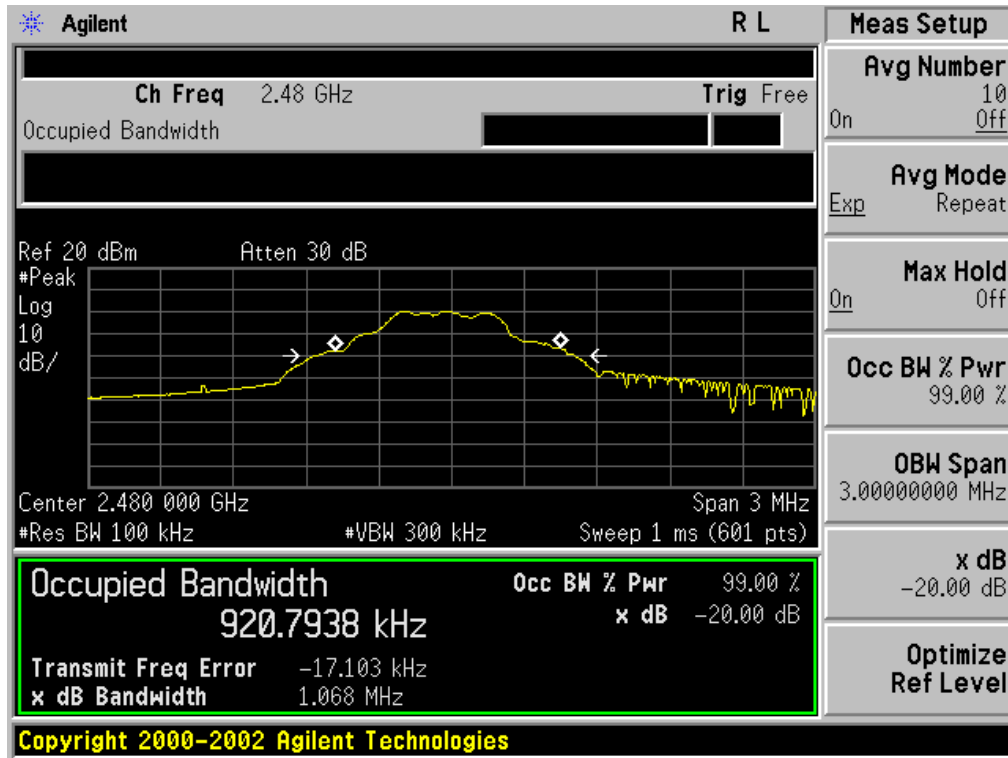 Agilent R L
Ch Freq 2.48 GHz Trig Free
Occupied Bandwidth
Ref 20 dBm Atten 30 dB
#Peak
Log
10
dB/
Center 2.480 000 GHz Span 3 MHz
#Res BW 100 kHz #VBW 300 kHz Sweep 1 ms (601 pts)
Occupied Bandwidth Occ BW % Pwr 99.00 %
920.7938 kHz x dB -20.00 dB
Transmit Freq Error -17.103 kHz
x dB Bandwidth 1.068 MHz
Copyright 2000-2002 Agilent Technologies
Meas Setup
Avg Number
10
On Off
Avg Mode
Exp Repeat
Max Hold
On Off
Occ BW % Pwr
99.00 %
OBW Span
3.00000000 MHz
x dB
-20.00 dB
Optimize
Ref Level